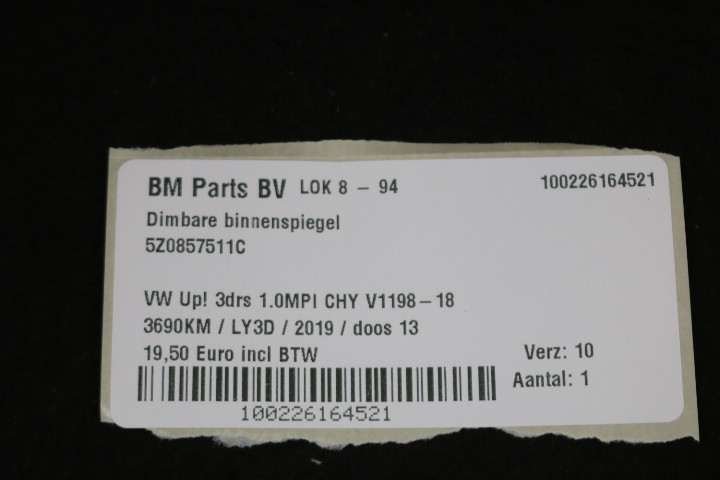 BM Parts BV LOK 8 – 94 100226164521
Dimbare binnenspiegel
5Z0857511C
VW Up! 3drs 1.0MPI CHY V1198–18
3690KM / LY3D / 2019 / doos 13
19,50 Euro incl BTW Verz: 10
Aantal: 1
100226164521